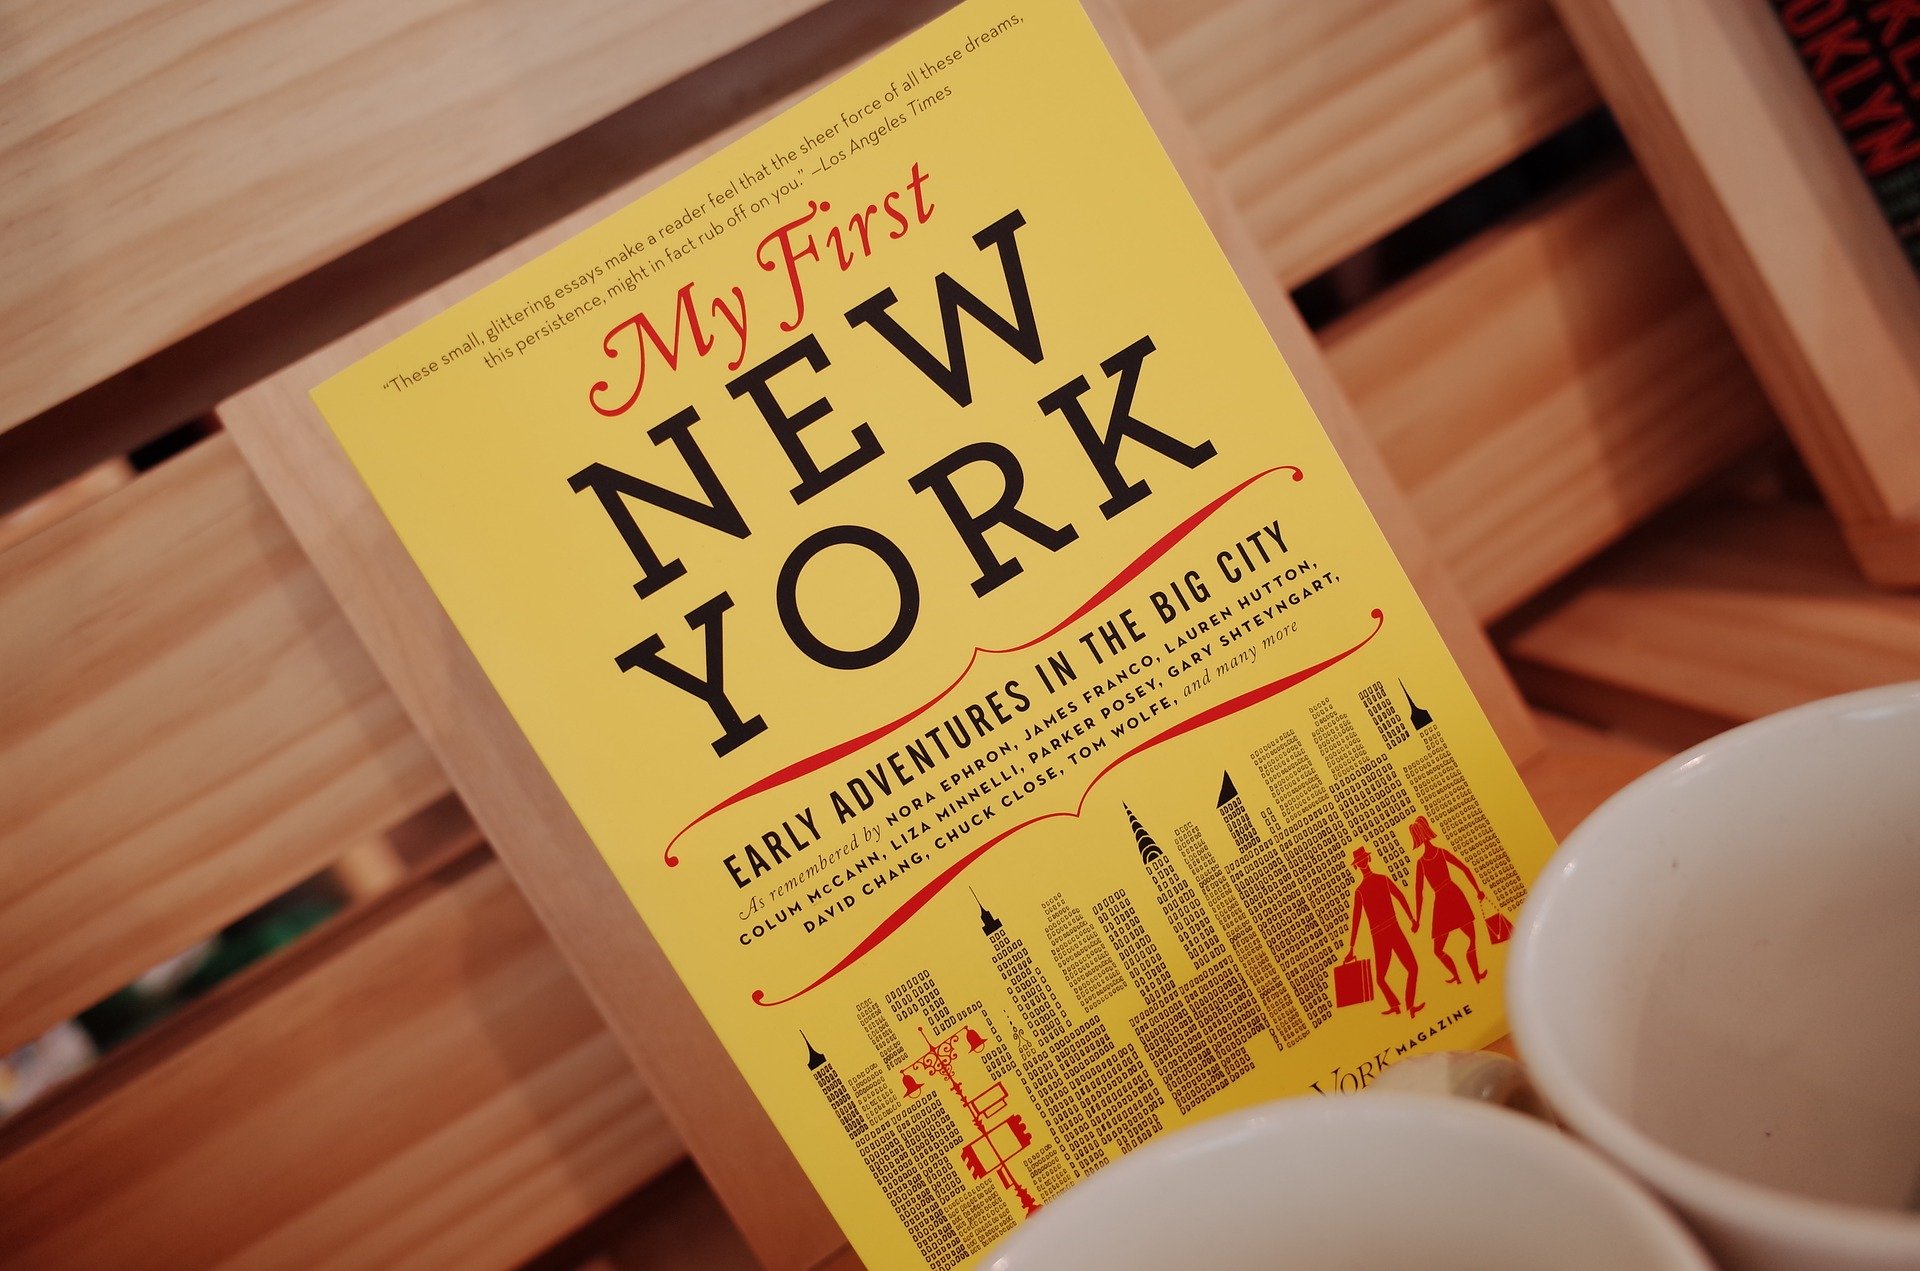 “These small, glittering essays make a reader feel that the sheer force of all these dreams,
this persistence, might in fact rub off on you.” –Los Angeles Times
My First
NEW
YORK
EARLY ADVENTURES IN THE BIG CITY
As remembered by NORA EPHRON, JAMES FRANCO, LAUREN HUTTON,
COLUM McCANN, LIZA MINNELLI, PARKER POSEY, GARY SHTEYNGART,
DAVID CHANG, CHUCK CLOSE, TOM WOLFE, and many more
YORK MAGAZINE
OKLYN